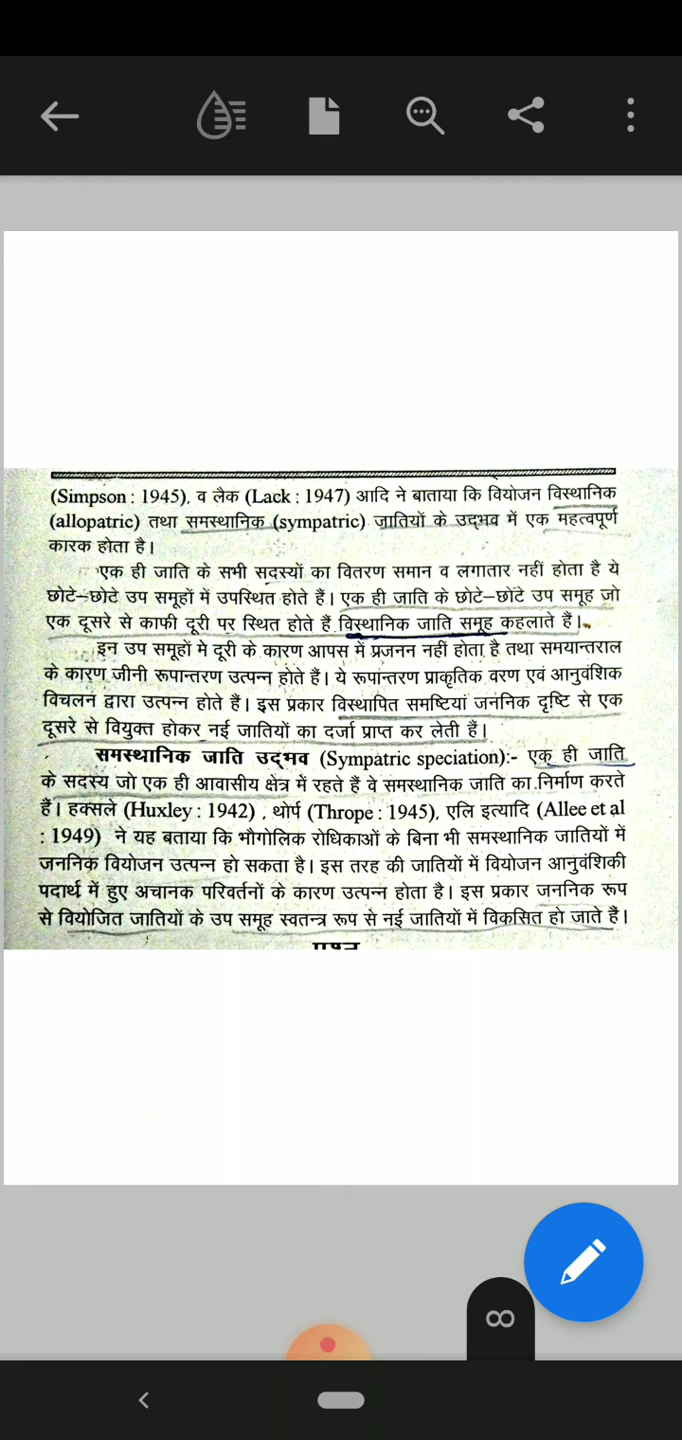 (Simpson : 1945), व लैक (Lack : 1947) आदि ने बाताया कि वियोजन विस्थानिक
(allopatric) तथा समस्थानिक (sympatric) जातियों के उद्भव में एक महत्वपूर्ण
कारक होता है।
एक ही जाति के सभी सदस्यों का वितरण समान व लगातार नहीं होता है ये
छोटे-छोटे उप समूहों में उपस्थित होते हैं। एक ही जाति के छोटे-छोटे उप समूह जो
एक दूसरे से काफी दूरी पर स्थित होते हैं विस्थानिक जाति समूह कहलाते हैं।
इन उप समूहों मे दूरी के कारण आपस में प्रजनन नहीं होता है तथा समयान्तराल
के कारण जीनी रूपान्तरण उत्पन्न होते हैं। ये रूपांन्तरण प्राकृतिक वरण एवं आनुवंशिक
विचलन द्वारा उत्पन्न होते हैं। इस प्रकार विस्थापित समष्टियां जननिक दृष्टि से एक
दूसरे से वियुक्त होकर नई जातियों का दर्जा प्राप्त कर लेती हैं।
समस्थानिक जाति उद्भव (Sympatric speciation):- एक ही जाति
के सदस्य जो एक ही आवासीय क्षेत्र में रहते हैं वे समस्थानिक जाति का निर्माण करते
हैं। हक्सले (Huxley : 1942) , थोर्प (Thrope : 1945), एलि इत्यादि (Allee et al
: 1949) ने यह बताया कि भौगोलिक रोधिकाओं के बिना भी समस्थानिक जातियों में
जननिक वियोजन उत्पन्न हो सकता है। इस तरह की जातियों में वियोजन आनुवंशिकी
पदार्थ में हुए अचानक परिवर्तनों के कारण उत्पन्न होता है। इस प्रकार जननिक रूप
से वियोजित जातियों के उप समूह स्वतन्त्र रूप से नई जातियों में विकसित हो जाते हैं।
8